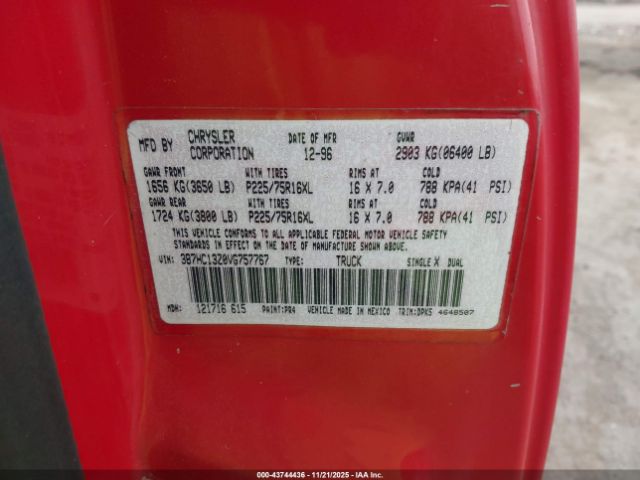 MFD BY CHRYSLER CORPORATION DATE OF MFR 12-96 GVWR 2903 KG(06400 LB)
GAWR FRONT WITH TIRES RIMS AT COLD
1656 KG(3650 LB) P225/75R16XL 16 X 7.0 788 KPA(41 PSI)
GAWR REAR WITH TIRES RIMS AT COLD
1724 KG(3800 LB) P225/75R16XL 16 X 7.0 788 KPA(41 PSI)
THIS VEHICLE CONFORMS TO ALL APPLICABLE FEDERAL MOTOR VEHICLE SAFETY
STANDARDS IN EFFECT ON THE DATE OF MANUFACTURE SHOWN ABOVE.
VIN: 3B7HC13Z0VG757767 TYPE: TRUCK SINGLE X DUAL
MDH: 121716 615 PAINT:PR4 VEHICLE MADE IN MEXICO TRIM:DPK5 4648507
000-43744436 - 11/21/2025 - IAAI.com